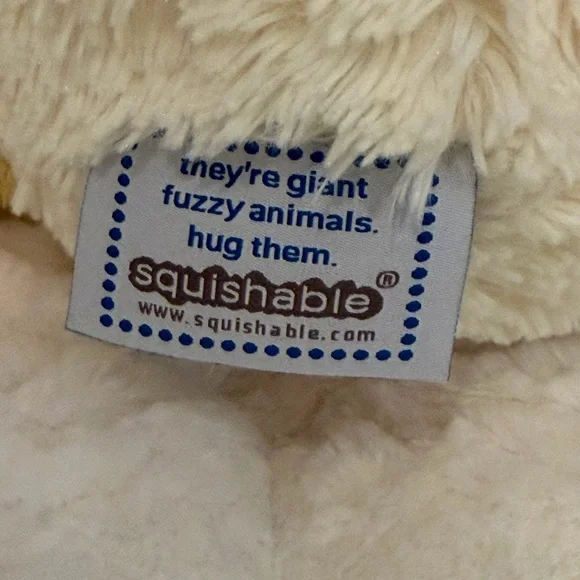 they're giant
fuzzy animals.
hug them.
squishable®
www.squishable.com